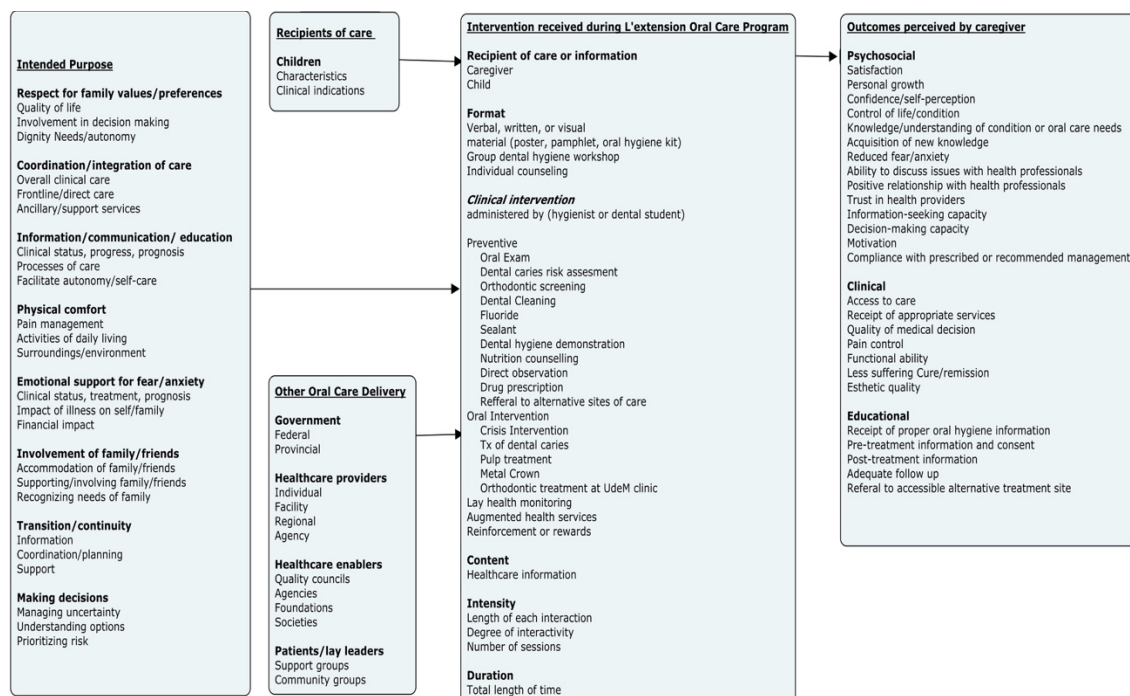 Intended Purpose
Respect for family values/preferences
Quality of life
Involvement in decision making
Dignity Needs/autonomy
Coordination/integration of care
Overall clinical care
Frontline/direct care
Ancillary/support services
Information/communication/ education
Clinical status, progress, prognosis
Processes of care
Facilitate autonomy/self-care
Physical comfort
Pain management
Activities of daily living
Surroundings/environment
Emotional support for fear/anxiety
Clinical status, treatment, prognosis
Impact of illness on self/family
Financial impact
Involvement of family/friends
Accommodation of family/friends
Supporting/involving family/friends
Recognizing needs of family
Transition/continuity
Information
Coordination/planning
Support
Making decisions
Managing uncertainty
Understanding options
Prioritizing risk
Recipients of care
Children
Characteristics
Clinical indications
Other Oral Care Delivery
Government
Federal
Provincial
Healthcare providers
Individual
Facility
Regional
Agency
Healthcare enablers
Quality councils
Agencies
Foundations
Societies
Patients/lay leaders
Support groups
Community groups
Intervention received during L'extension Oral Care Program
Recipient of care or information
Caregiver
Child
Format
Verbal, written, or visual
material (poster, pamphlet, oral hygiene kit)
Group dental hygiene workshop
Individual counseling
Clinical intervention
administered by (hygienist or dental student)
Preventive
Oral Exam
Dental caries risk assesment
Orthodontic screening
Dental Cleaning
Fluoride
Sealant
Dental hygiene demonstration
Nutrition counselling
Direct observation
Drug prescription
Refferal to alternative sites of care
Oral Intervention
Crisis Intervention
Tx of dental caries
Pulp treatment
Metal Crown
Orthodontic treatment at UdeM clinic
Lay health monitoring
Augmented health services
Reinforcement or rewards
Content
Healthcare information
Intensity
Length of each interaction
Degree of interactivity
Number of sessions
Duration
Total length of time
Outcomes perceived by caregiver
Psychosocial
Satisfaction
Personal growth
Confidence/self-perception
Control of life/condition
Knowledge/understanding of condition or oral care needs
Acquisition of new knowledge
Reduced fear/anxiety
Ability to discuss issues with health professionals
Positive relationship with health professionals
Trust in health providers
Information-seeking capacity
Decision-making capacity
Motivation
Compliance with prescribed or recommended management
Clinical
Access to care
Receipt of appropriate services
Quality of medical decision
Pain control
Functional ability
Less suffering Cure/remission
Esthetic quality
Educational
Receipt of proper oral hygiene information
Pre-treatment information and consent
Post-treatment information
Adequate follow up
Referal to accessible alternative treatment site